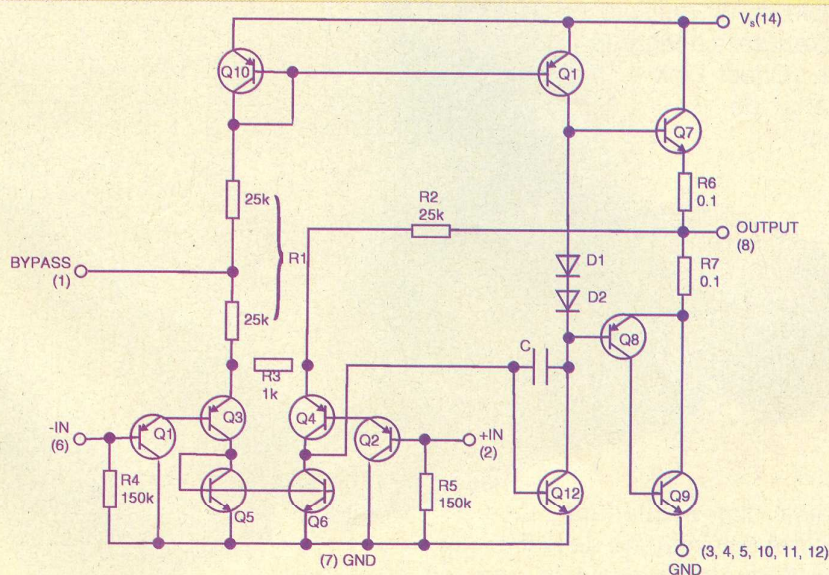 Vs(14)
Q10
Q1
Q7
R6
0.1
25k
R2
25k
OUTPUT
(8)
BYPASS
(1)
R1
R7
0.1
D1
D2
25k
Q8
C
R3
1k
-IN
(6)
Q1
Q3
Q4
Q2
+IN
(2)
R4
150k
R5
150k
Q5
Q6
Q12
Q9
(7) GND
(3, 4, 5, 10, 11, 12)
GND